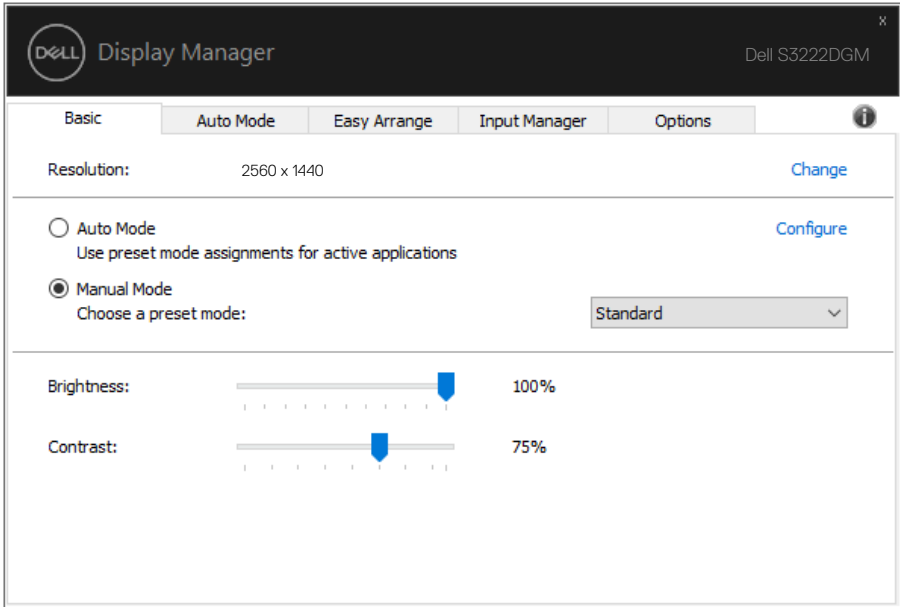 DELL Display Manager
x
Dell S3222DGM
Basic Auto Mode Easy Arrange Input Manager Options
Resolution: 2560 x 1440 Change
Auto Mode Configure
Use preset mode assignments for active applications
Manual Mode
Choose a preset mode: Standard
Brightness: 100%
Contrast: 75%